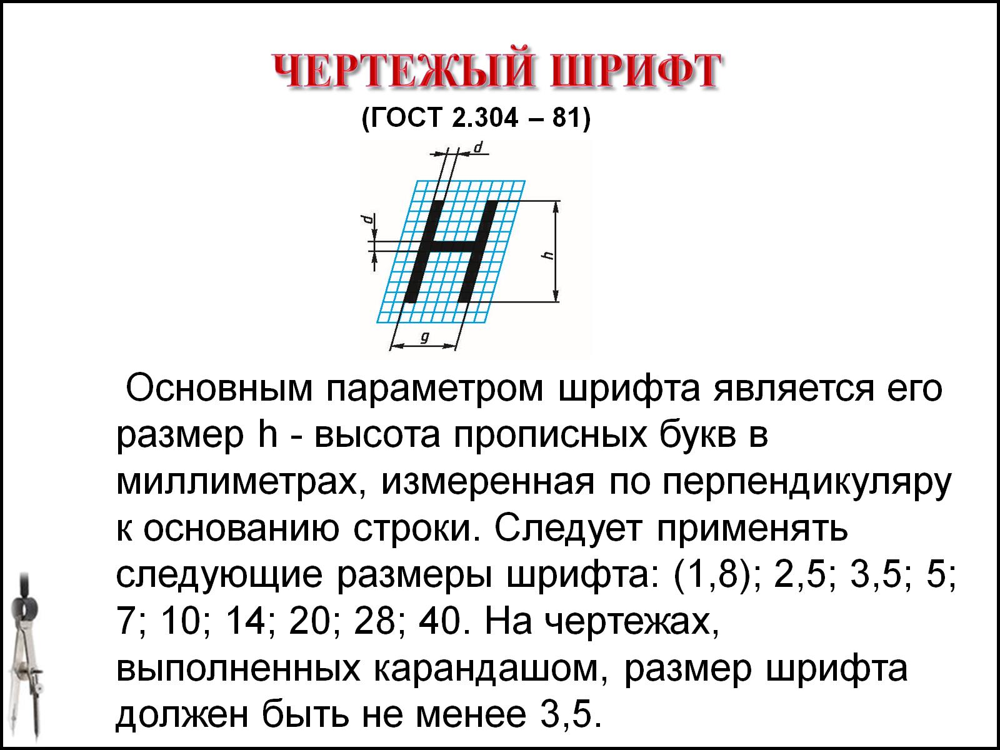 ЧЕРТЕЖЫЙ ШРИФТ
(ГОСТ 2.304 – 81)
d
d
h
g
Основным параметром шрифта является его
размер h - высота прописных букв в
миллиметрах, измеренная по перпендикуляру
к основанию строки. Следует применять
следующие размеры шрифта: (1,8); 2,5; 3,5; 5;
7; 10; 14; 20; 28; 40. На чертежах,
выполненных карандашом, размер шрифта
должен быть не менее 3,5.